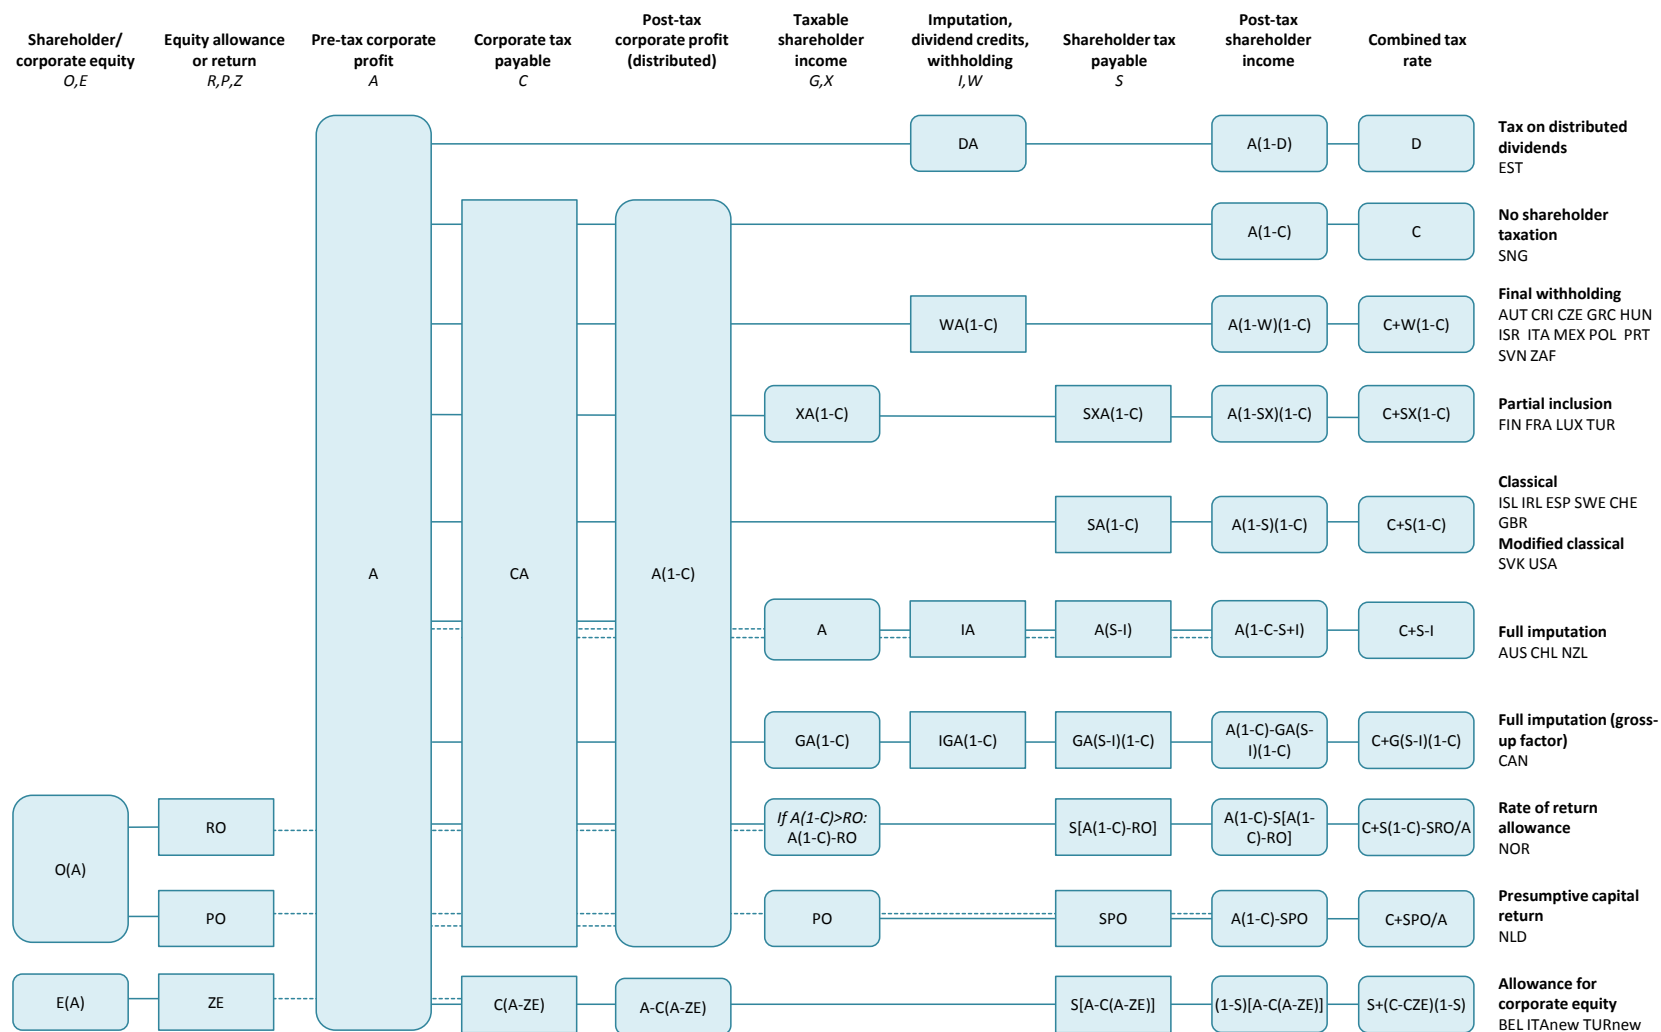 Shareholder/
corporate equity
O,E
Equity allowance
or return
R,P,Z
Pre-tax corporate
profit
A
Corporate tax
payable
C
Post-tax
corporate profit
(distributed)
Taxable
shareholder
income
G,X
Imputation,
dividend credits,
withholding
I,W
Shareholder tax
payable
S
Post-tax
shareholder
income
Combined tax
rate
DA
A(1-D)
D
Tax on distributed
dividends
EST
A(1-C)
C
No shareholder
taxation
SNG
WA(1-C)
A(1-W)(1-C)
C+W(1-C)
Final withholding
AUT CRI CZE GRC HUN
ISR ITA MEX POL PRT
SVN ZAF
XA(1-C)
SXA(1-C)
A(1-SX)(1-C)
C+SX(1-C)
Partial inclusion
FIN FRA LUX TUR
SA(1-C)
A(1-S)(1-C)
C+S(1-C)
Classical
ISL IRL ESP SWE CHE
GBR
Modified classical
SVK USA
A
CA
A(1-C)
A
IA
A(S-I)
A(1-C-S+I)
C+S-I
Full imputation
AUS CHL NZL
GA(1-C)
IGA(1-C)
GA(S-I)(1-C)
A(1-C)-GA(S-
I)(1-C)
C+G(S-I)(1-C)
Full imputation (gross-
up factor)
CAN
O(A)
RO
If A(1-C)>RO:
A(1-C)-RO
S[A(1-C)-RO]
A(1-C)-S[A(1-
C)-RO]
C+S(1-C)-SRO/A
Rate of return
allowance
NOR
PO
PO
SPO
A(1-C)-SPO
C+SPO/A
Presumptive capital
return
NLD
E(A)
ZE
C(A-ZE)
A-C(A-ZE)
S[A-C(A-ZE)]
(1-S)[A-C(A-ZE)]
S+(C-CZE)(1-S)
Allowance for
corporate equity
BEL ITAnew TURnew